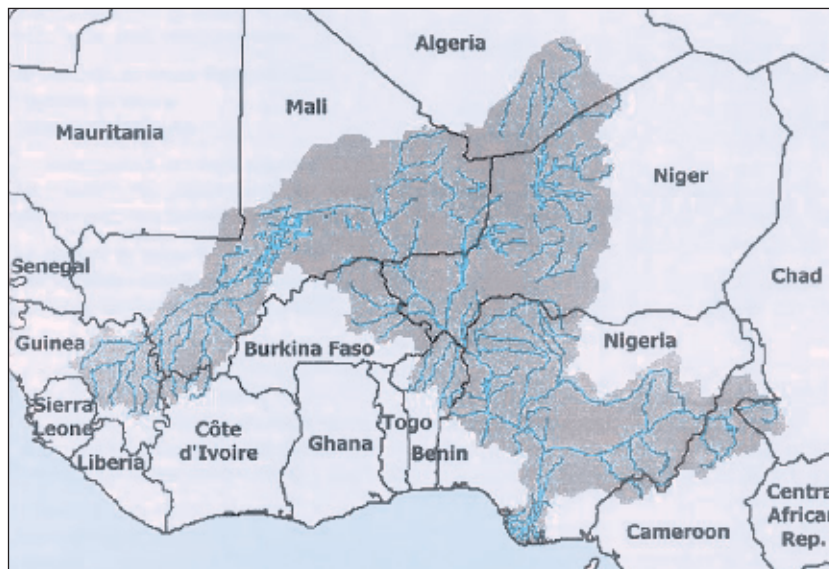 Algeria
Mali
Mauritania
Niger
Senegal
Chad
Guinea
Nigeria
Burkina Faso
Sierra
Leone
Côte
d'Ivoire
Togo
Ghana
Benin
Liberia
Centra
African
Rep.
Cameroon